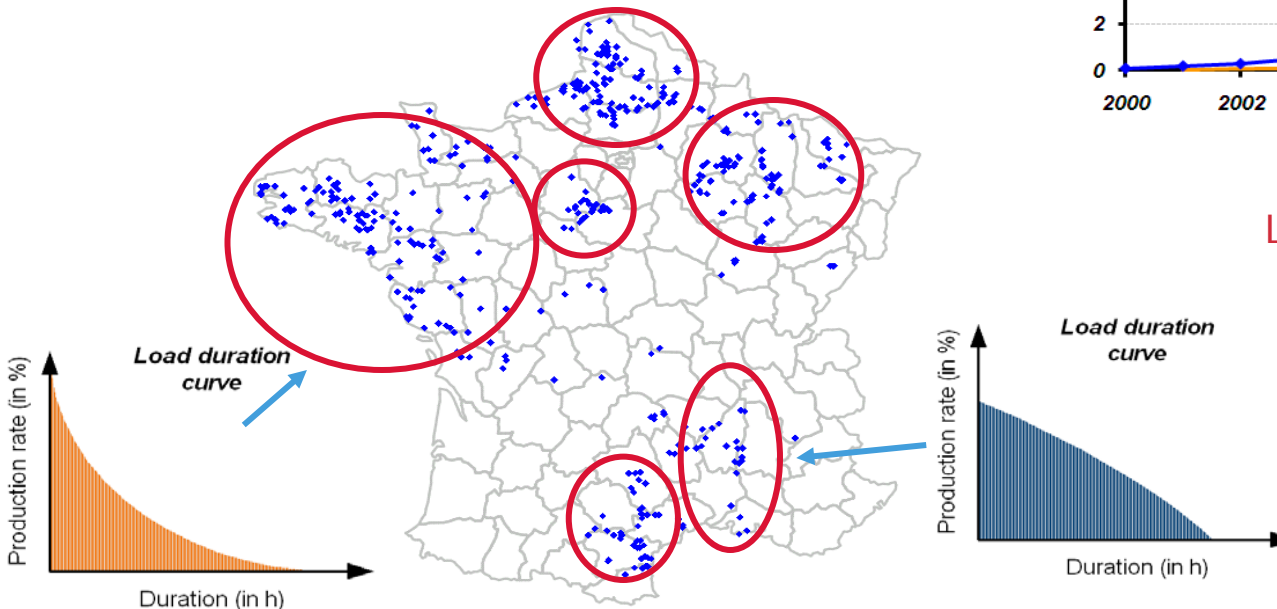 2
0
2000
2002
L
Load duration
curve
Production rate (in %)
Duration (in h)
Load duration
curve
Production rate (in %)
Duration (in h)